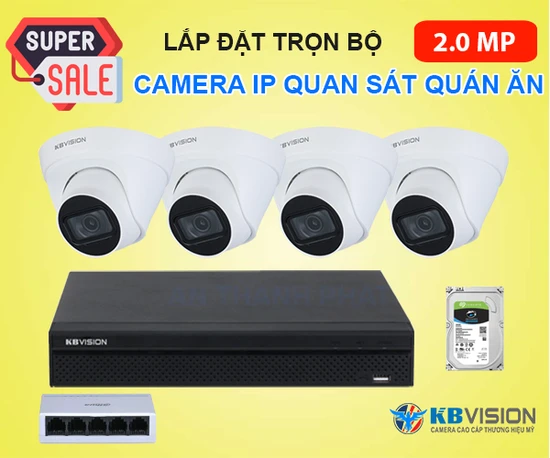 SUPER
SALE
LẮP ĐẶT TRỌN BỘ
2.0 MP
CAMERA IP QUAN SÁT QUÁN ĂN
KBVISION
KBVISION
KBVISION
KBVISION
KBVISION
KBVISION
CAMERA CAO CẤP THƯƠNG HIỆU MỸ